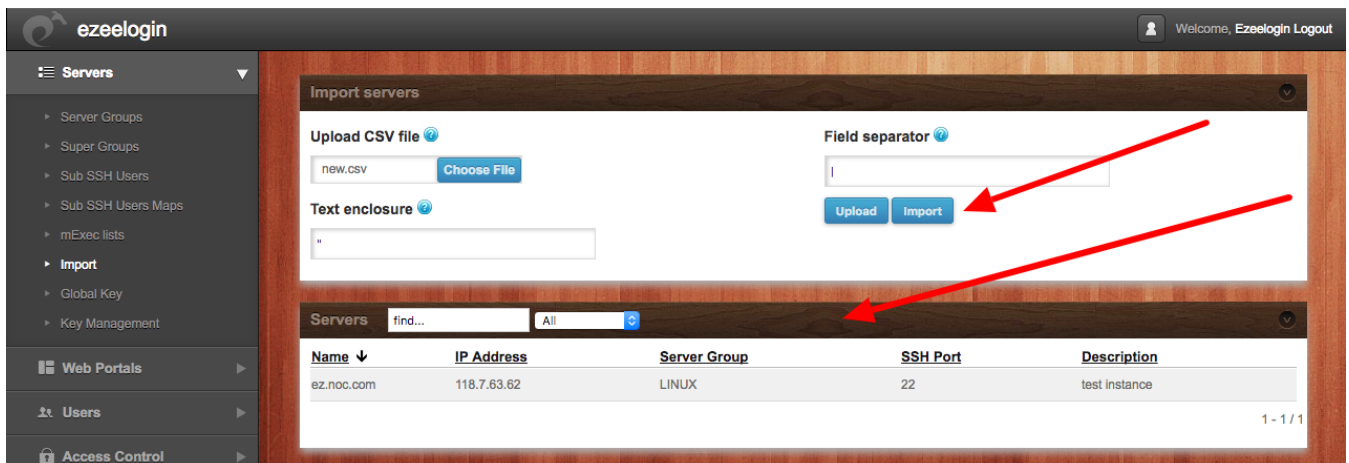 ezeelogin
Welcome, Ezeelogin Logout
Servers
Server Groups
Super Groups
Sub SSH Users
Sub SSH Users Maps
mExec lists
Import
Global Key
Key Management
Web Portals
Users
Access Control
Import servers
Upload CSV file
new.csv Choose File
Text enclosure
"
Field separator
|
Upload Import
Servers find... All
Name IP Address Server Group SSH Port Description
ez.noc.com 118.7.63.62 LINUX 22 test instance
1 - 1 / 1